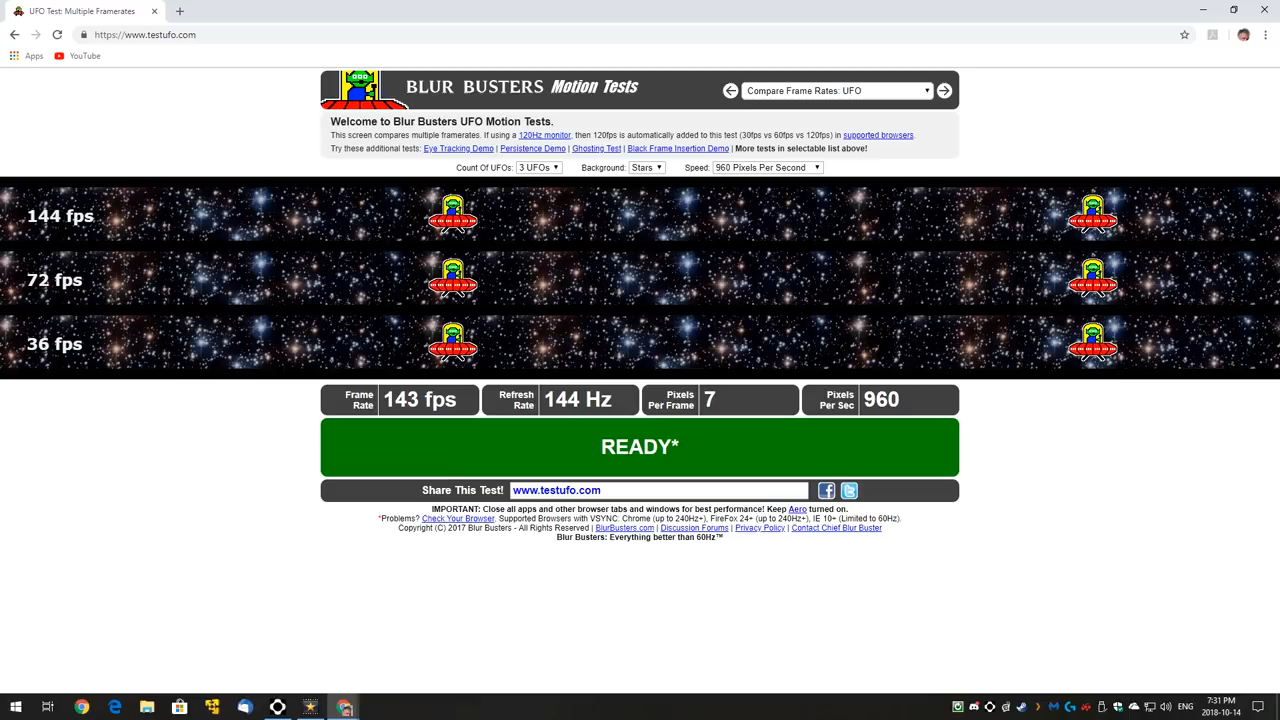 UFO Test: Multiple Framerates
https://www.testufo.com
Apps YouTube
BLUR BUSTERS Motion Tests
Compare Frame Rates: UFO
Welcome to Blur Busters UFO Motion Tests.
This screen compares multiple framerates. If using a 120Hz monitor, then 120fps is automatically added to this test (30fps vs 60fps vs 120fps) in supported browsers.
Try these additional tests: Eye Tracking Demo | Persistence Demo | Ghosting Test | Black Frame Insertion Demo | More tests in selectable list above!
Count Of UFOs: 3 UFOs Background: Stars Speed: 960 Pixels Per Second
144 fps
72 fps
36 fps
Frame Rate 143 fps Refresh Rate 144 Hz Pixels Per Frame 7 Pixels Per Sec 960
READY*
Share This Test! www.testufo.com
IMPORTANT: Close all apps and other browser tabs and windows for best performance! Keep Aero turned on.
*Problems? Check Your Browser. Supported Browsers with VSYNC: Chrome (up to 240Hz+), FireFox 24+ (up to 240Hz+), IE 10+ (Limited to 60Hz).
Copyright (C) 2017 Blur Busters - All Rights Reserved | BlurBusters.com | Discussion Forums | Privacy Policy | Contact Chief Blur Buster
Blur Busters: Everything better than 60Hz™
ENG
7:31 PM
2018-10-14